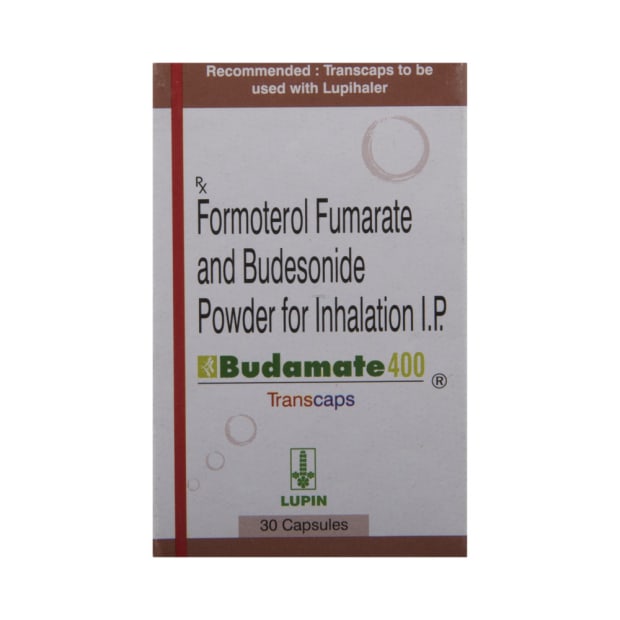 Recommended : Transcaps to be
used with Lupihaler
Rx
Formoterol Fumarate
and Budesonide
Powder for Inhalation I.P.
Budamate 400 ®
Transcaps
LUPIN
30 Capsules